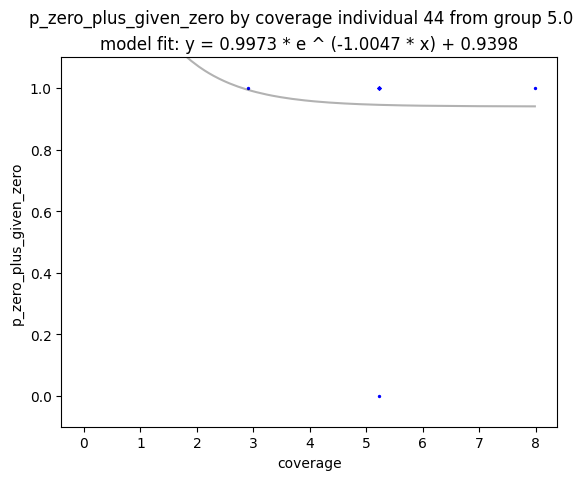 p_zero_plus_given_zero by coverage individual 44 from group 5.0
model fit: y = 0.9973 * e ^ (-1.0047 * x) + 0.9398
1.0
0.8
0.6
0.4
0.2
0.0
p_zero_plus_given_zero
0 1 2 3 4 5 6 7 8
coverage